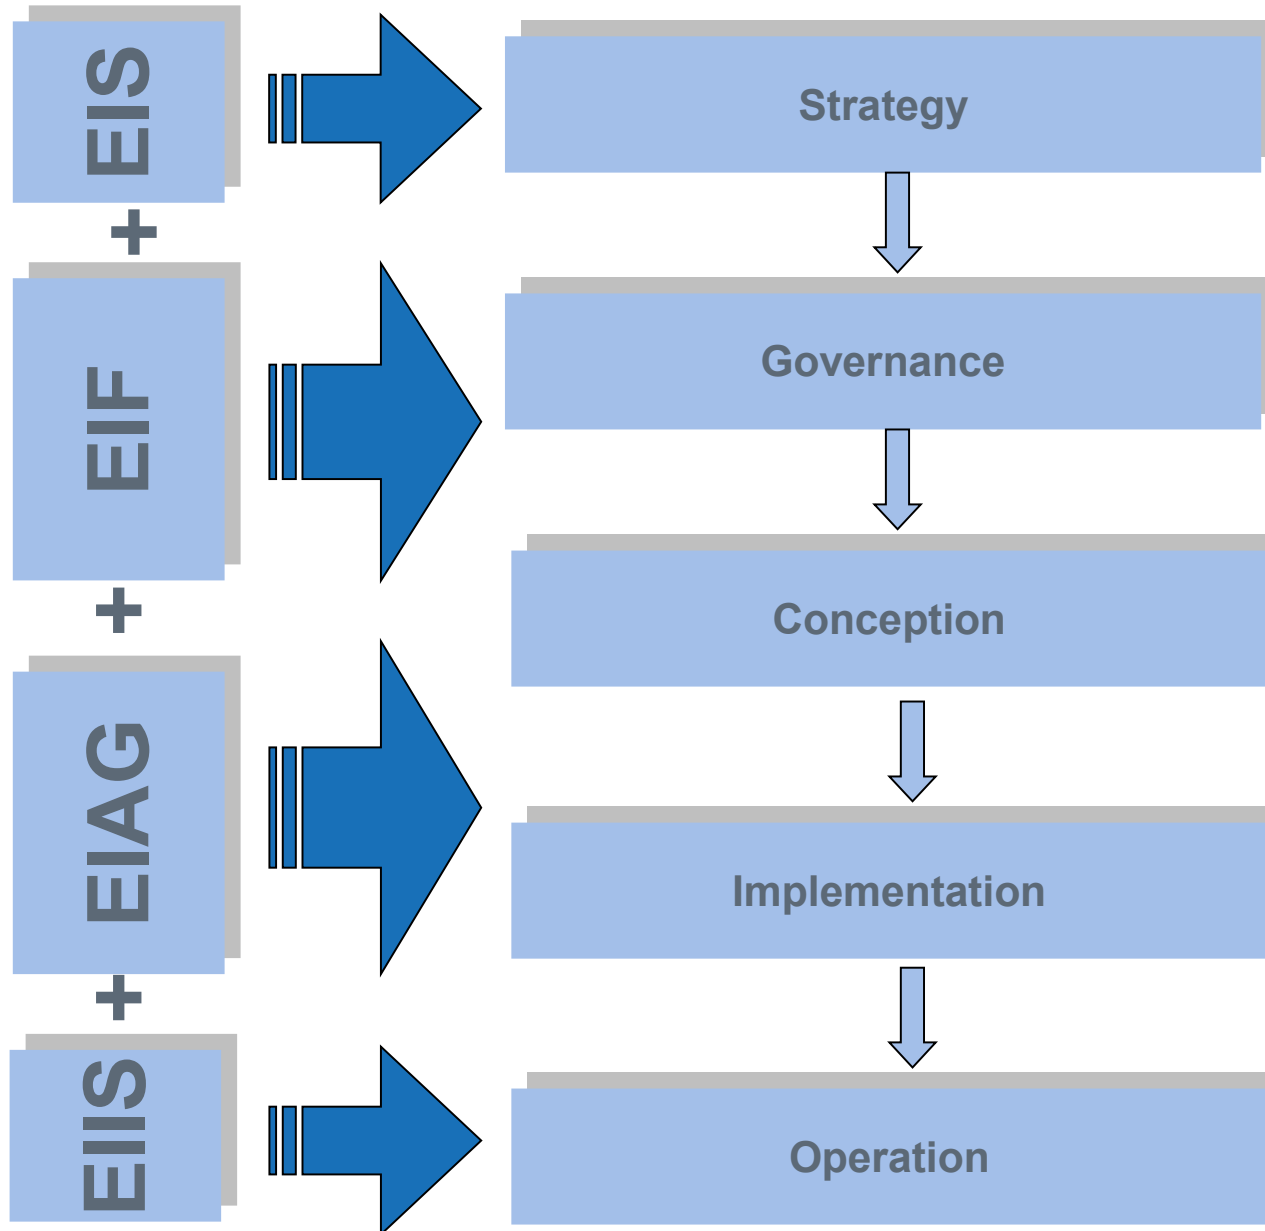 EIS
Strategy
+
EIF
Governance
+
Conception
EIAG
Implementation
+
EIIS
Operation